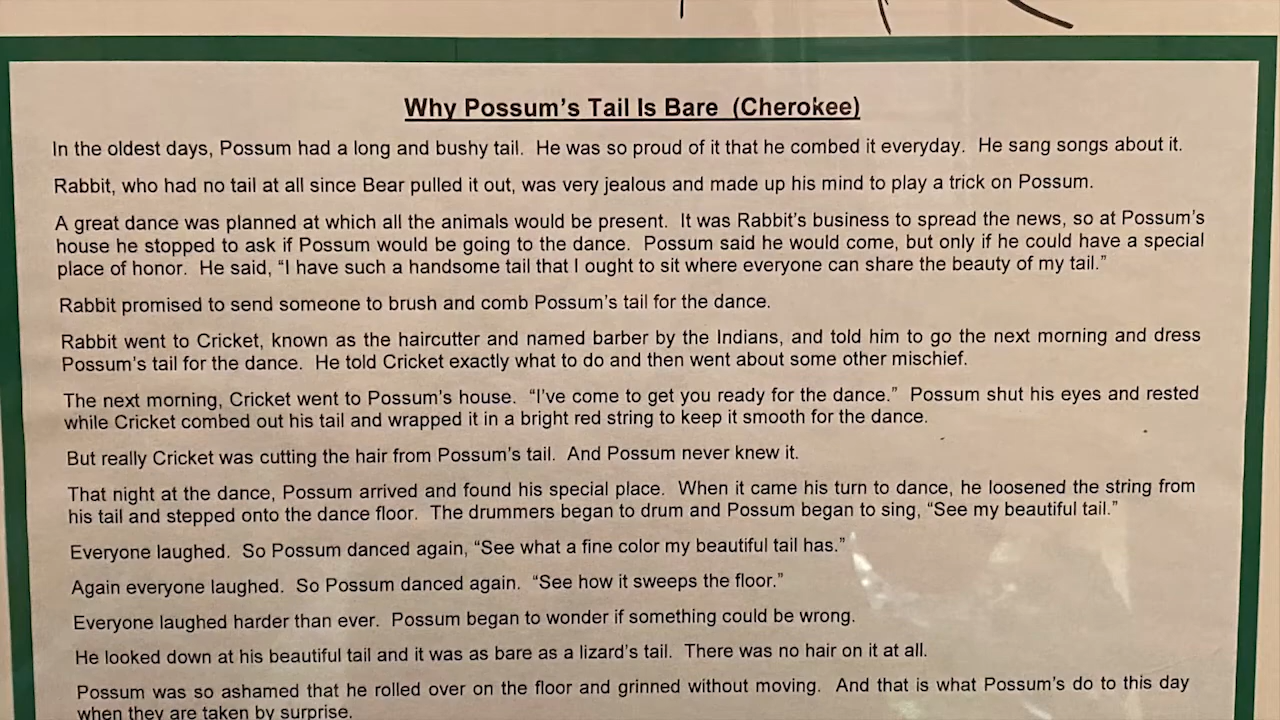 Why Possum's Tail Is Bare (Cherokee)
In the oldest days, Possum had a long and bushy tail. He was so proud of it that he combed it everyday. He sang songs about it.
Rabbit, who had no tail at all since Bear pulled it out, was very jealous and made up his mind to play a trick on Possum.
A great dance was planned at which all the animals would be present. It was Rabbit's business to spread the news, so at Possum's
house he stopped to ask if Possum would be going to the dance. Possum said he would come, but only if he could have a special
place of honor. He said, “I have such a handsome tail that I ought to sit where everyone can share the beauty of my tail.”
Rabbit promised to send someone to brush and comb Possum's tail for the dance.
Rabbit went to Cricket, known as the haircutter and named barber by the Indians, and told him to go the next morning and dress
Possum's tail for the dance. He told Cricket exactly what to do and then went about some other mischief.
The next morning, Cricket went to Possum's house. “I've come to get you ready for the dance.” Possum shut his eyes and rested
while Cricket combed out his tail and wrapped it in a bright red string to keep it smooth for the dance.
But really Cricket was cutting the hair from Possum's tail. And Possum never knew it.
That night at the dance, Possum arrived and found his special place. When it came his turn to dance, he loosened the string from
his tail and stepped onto the dance floor. The drummers began to drum and Possum began to sing, “See my beautiful tail.”
Everyone laughed. So Possum danced again, “See what a fine color my beautiful tail has.”
Again everyone laughed. So Possum danced again. “See how it sweeps the floor.”
Everyone laughed harder than ever. Possum began to wonder if something could be wrong.
He looked down at his beautiful tail and it was as bare as a lizard's tail. There was no hair on it at all.
Possum was so ashamed that he rolled over on the floor and grinned without moving. And that is what Possum's do to this day
when they are taken by surprise.